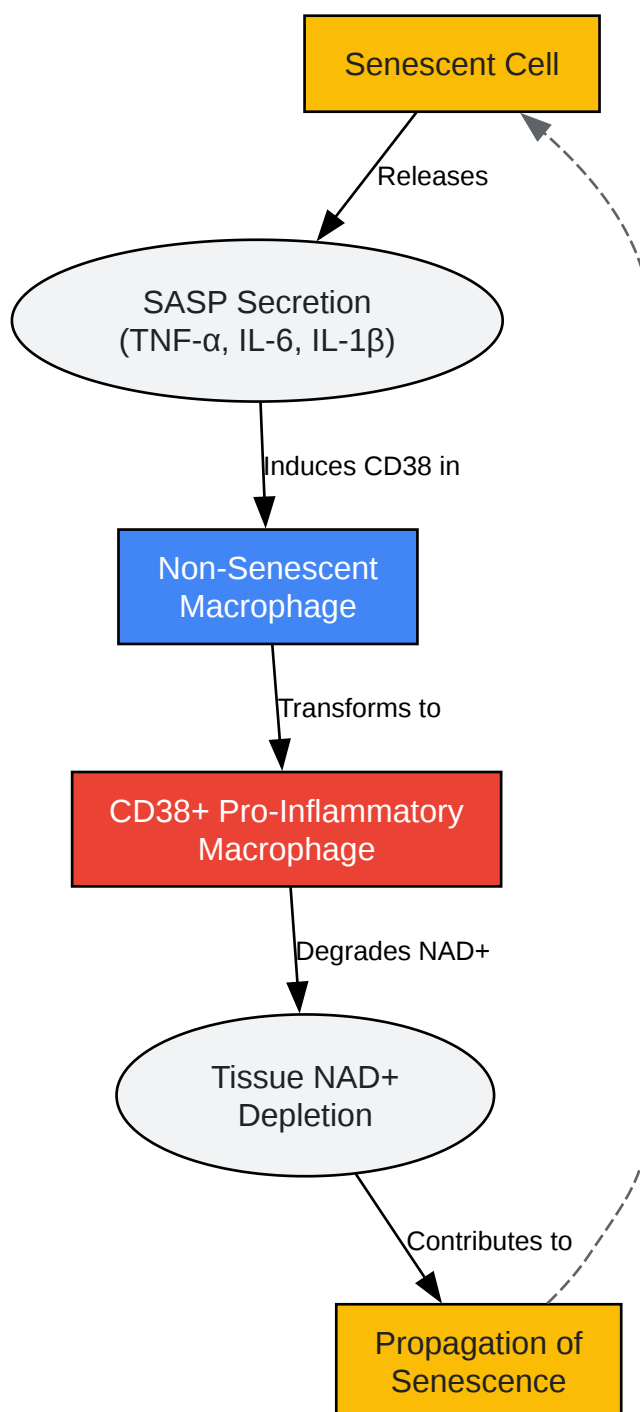 Senescent Cell
Releases
SASP Secretion
(TNF-α, IL-6, IL-1β)
Induces CD38 in
Non-Senescent
Macrophage
Transforms to
CD38+ Pro-Inflammatory
Macrophage
Degrades NAD+
Tissue NAD+
Depletion
Contributes to
Propagation of
Senescence